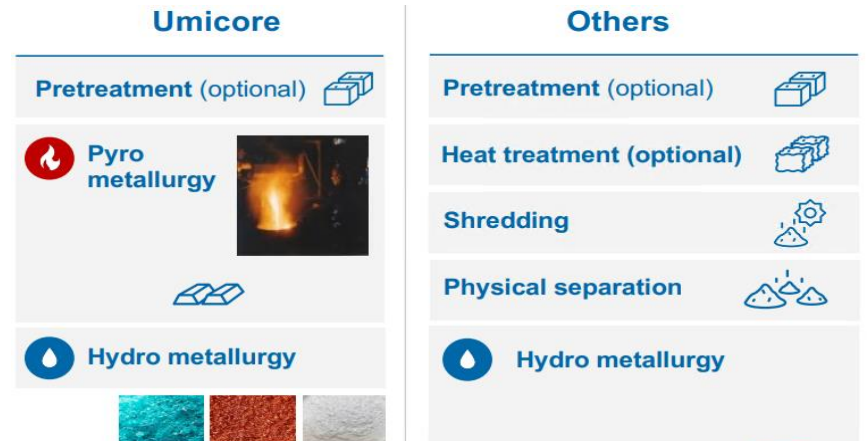 Umicore
Pretreatment (optional)
Pyro
metallurgy
Hydro metallurgy
Others
Pretreatment (optional)
Heat treatment (optional)
Shredding
Physical separation
Hydro metallurgy